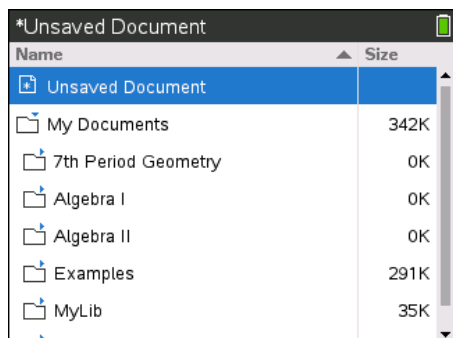 *Unsaved Document
Name Size
Unsaved Document
My Documents 342K
7th Period Geometry 0K
Algebra I 0K
Algebra II 0K
Examples 291K
MyLib 35K